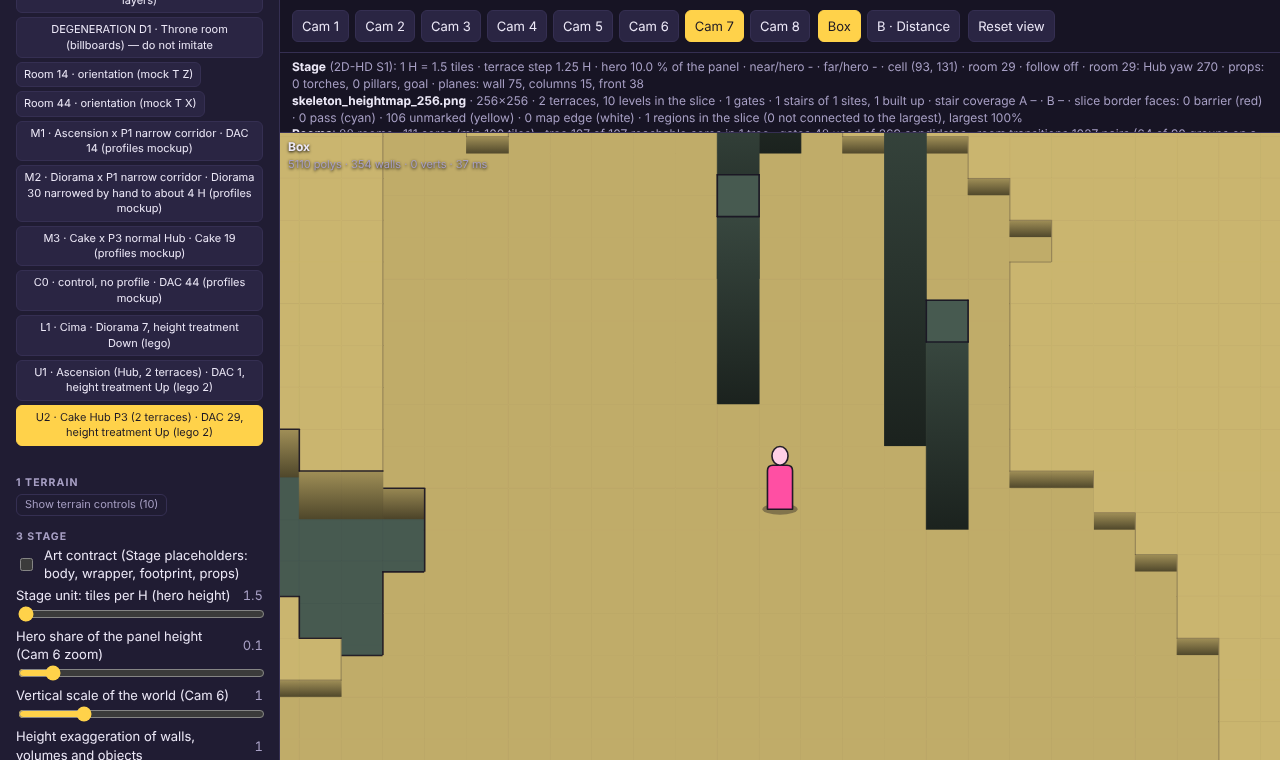 layers)
DEGENERATION D1 · Throne room
(billboards) — do not imitate
Room 14 · orientation (mock T Z)
Room 44 · orientation (mock T X)
M1 · Ascension x P1 narrow corridor · DAC
14 (profiles mockup)
M2 · Diorama x P1 narrow corridor · Diorama
30 narrowed by hand to about 4 H (profiles
mockup)
M3 · Cake x P3 normal Hub · Cake 19
(profiles mockup)
C0 · control, no profile · DAC 44 (profiles
mockup)
L1 · Cima · Diorama 7, height treatment
Down (lego)
U1 · Ascension (Hub, 2 terraces) · DAC 1,
height treatment Up (lego 2)
U2 · Cake Hub P3 (2 terraces) · DAC 29,
height treatment Up (lego 2)
1 TERRAIN
Show terrain controls (10)
3 STAGE
Art contract (Stage placeholders:
body, wrapper, footprint, props)
Stage unit: tiles per H (hero height) 1.5
Hero share of the panel height
(Cam 6 zoom) 0.1
Vertical scale of the world (Cam 6) 1
Height exaggeration of walls,
volumes and objects 1
Cam 1 Cam 2 Cam 3 Cam 4 Cam 5 Cam 6 Cam 7 Cam 8 Box B · Distance Reset view
Stage (2D-HD S1): 1 H = 1.5 tiles · terrace step 1.25 H · hero 10.0 % of the panel · near/hero - · far/hero - · cell (93, 131) · room 29 · follow off · room 29: Hub yaw 270 · props:
0 torches, 0 pillars, goal · planes: wall 75, columns 15, front 38
skeleton_heightmap_256.png · 256×256 · 2 terraces, 10 levels in the slice · 1 gates · 1 stairs of 1 sites, 1 built up · stair coverage A – · B – · slice border faces: 0 barrier (red)
· 0 pass (cyan) · 106 unmarked (yellow) · 0 map edge (white) · 1 regions in the slice (0 not connected to the largest), largest 100%
Box
5110 polys · 354 walls · 0 verts · 37 ms